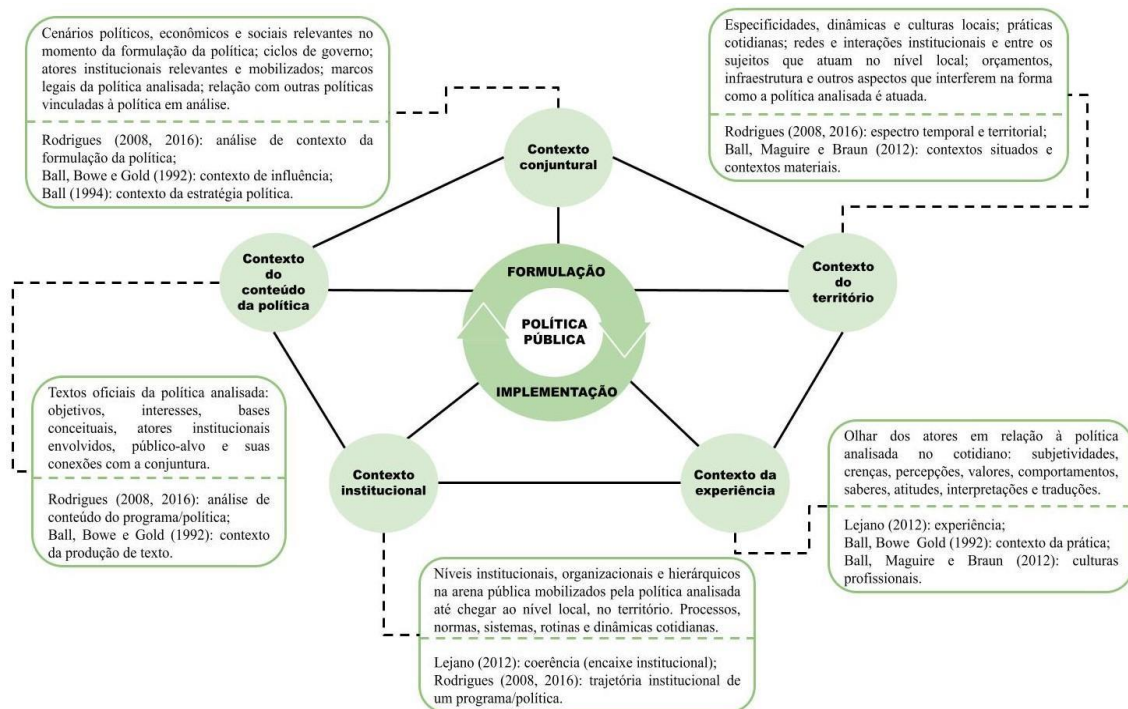 Cenários políticos, econômicos e sociais relevantes no
momento da formulação da política; ciclos de governo;
atores institucionais relevantes e mobilizados; marcos
legais da política analisada; relação com outras políticas
vinculadas à política em análise.
Rodrigues (2008, 2016): análise de contexto da
formulação da política;
Ball, Bowe e Gold (1992): contexto de influência;
Ball (1994): contexto da estratégia política.
Especificidades, dinâmicas e culturas locais; práticas
cotidianas; redes e interações institucionais e entre os
sujeitos que atuam no nível local; orçamentos,
infraestrutura e outros aspectos que interferem na forma
como a política analisada é atuada.
Rodrigues (2008, 2016): espectro temporal e territorial;
Ball, Maguire e Braun (2012): contextos situados e
contextos materiais.
Contexto
conjuntural
Contexto
do
conteúdo
da política
Contexto
do
território
FORMULAÇÃO
POLÍTICA
PÚBLICA
IMPLEMENTAÇÃO
Contexto
institucional
Contexto da
experiência
Textos oficiais da política analisada:
objetivos, interesses, bases
conceituais, atores institucionais
envolvidos, público-alvo e suas
conexões com a conjuntura.
Rodrigues (2008, 2016): análise de
conteúdo do programa/política;
Ball, Bowe e Gold (1992): contexto
da produção de texto.
Olhar dos atores em relação à política
analisada no cotidiano: subjetividades,
crenças, percepções, valores, comportamentos,
saberes, atitudes, interpretações e traduções.
Lejano (2012): experiência;
Ball, Bowe Gold (1992): contexto da prática;
Ball, Maguire e Braun (2012): culturas
profissionais.
Níveis institucionais, organizacionais e hierárquicos
na arena pública mobilizados pela política analisada
até chegar ao nível local, no território. Processos,
normas, sistemas, rotinas e dinâmicas cotidianas.
Lejano (2012): coerência (encaixe institucional);
Rodrigues (2008, 2016): trajetória institucional de
um programa/política.